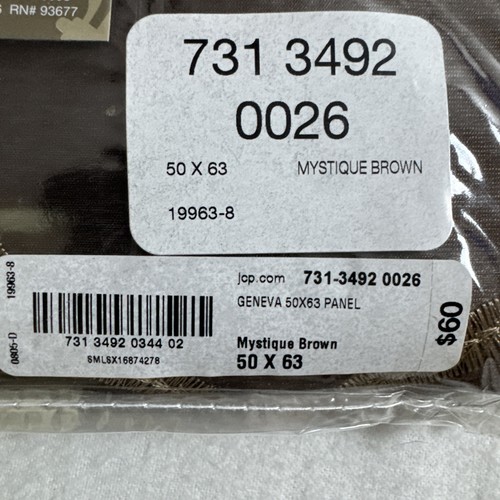 RN# 93677
731 3492
0026
50 X 63 MYSTIQUE BROWN
19963-8
19963-8
0805-D
731 3492 0344 02
SMLSX16874278
jcp.com 731-3492 0026
GENEVA 50X63 PANEL
Mystique Brown
50 X 63
$60